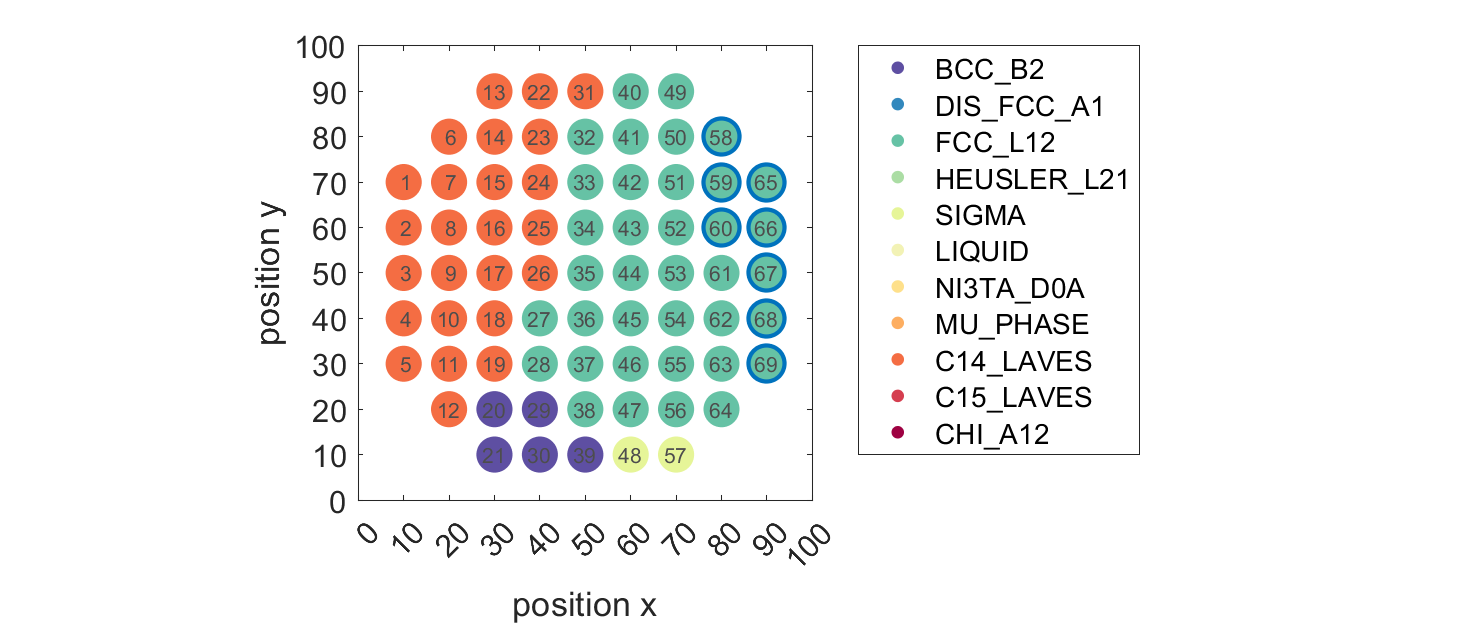 100
90
80
70
60
50
40
30
20
10
0
position y
13 22 31 40 49
6 14 23 32 41 50 58
1 7 15 24 33 42 51 59 65
2 8 16 25 34 43 52 60 66
3 9 17 26 35 44 53 61 67
4 10 18 27 36 45 54 62 68
5 11 19 28 37 46 55 63 69
12 20 29 38 47 56 64
21 30 39 48 57
0 10 20 30 40 50 60 70 80 90 100
position x
BCC_B2
DIS_FCC_A1
FCC_L12
HEUSLER_L21
SIGMA
LIQUID
NI3TA_D0A
MU_PHASE
C14_LAVES
C15_LAVES
CHI_A12